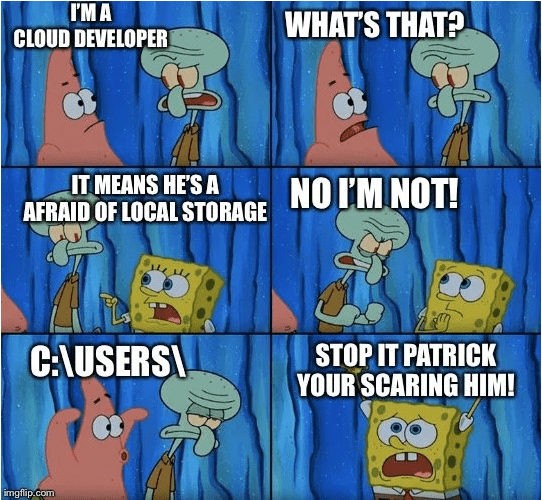 I'M A
CLOUD DEVELOPER
WHAT'S THAT?
IT MEANS HE'S A
AFRAID OF LOCAL STORAGE
NO I'M NOT!
C:\USERS\
STOP IT PATRICK
YOUR SCARING HIM!
imgflip.com